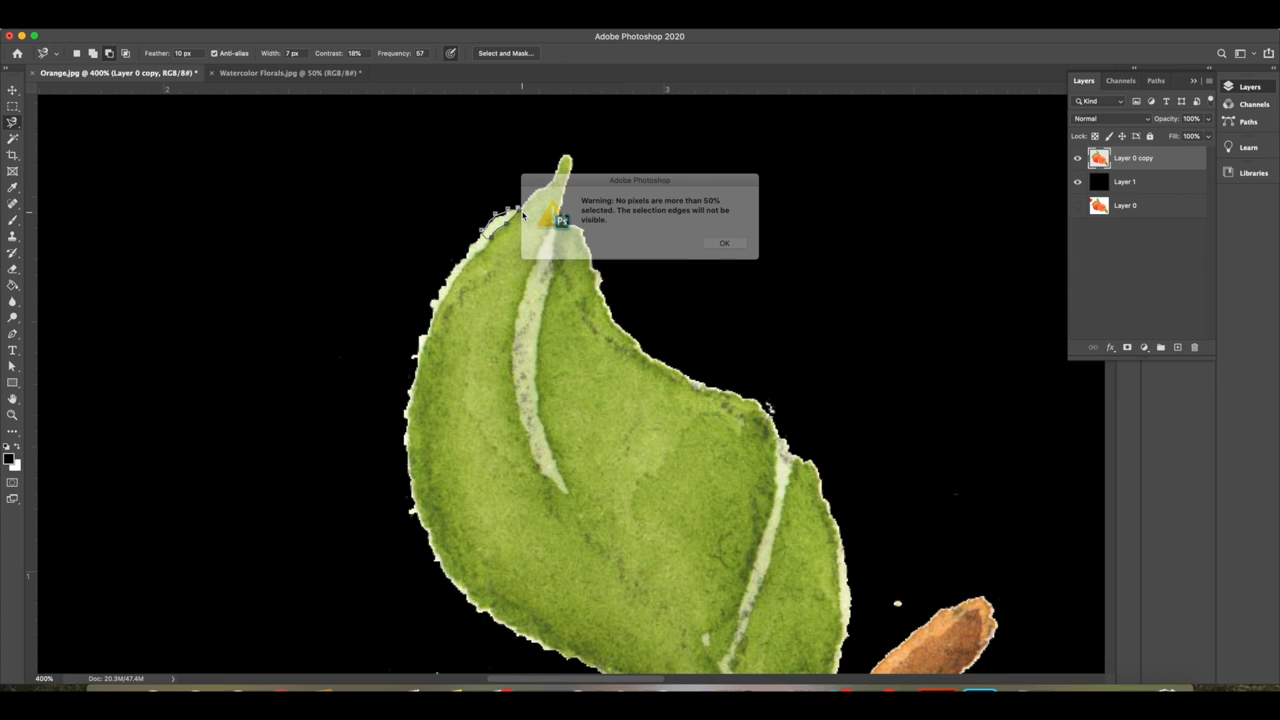 Adobe Photoshop 2020
Feather: 10 px Anti-alias Width: 7 px Contrast: 18% Frequency: 57 Select and Mask...
Orange.jpg @ 400% (Layer 0 copy, RGB/8#) * Watercolor Florals.jpg @ 50% (RGB/8#) *
2 3
Layers Channels Paths
Kind
Normal Opacity: 100%
Lock: Fill: 100%
Layer 0 copy
Layer 1
Layer 0
Layers
Channels
Paths
Learn
Libraries
Adobe Photoshop
Warning: No pixels are more than 50%
selected. The selection edges will not be
visible.
Ps
OK
1
400% Doc: 20.3M/47.4M